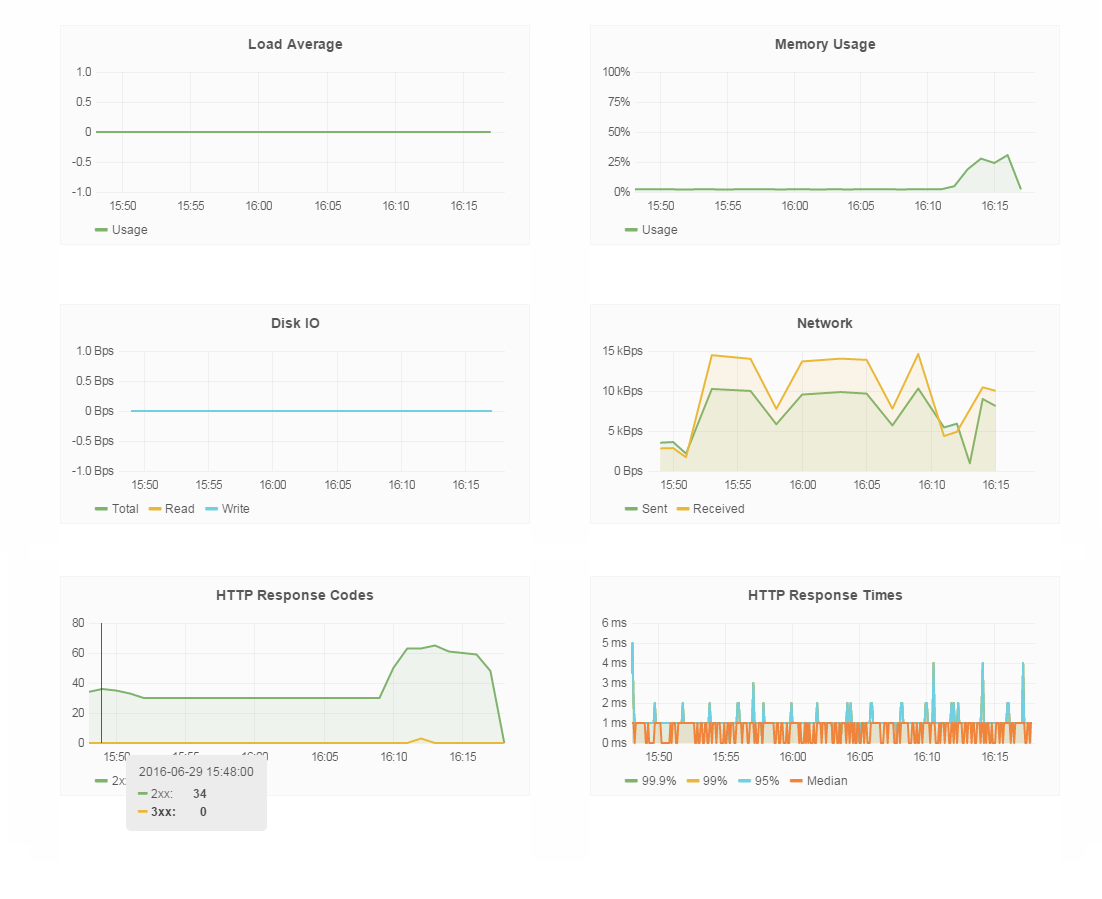 Load Average
1.0
0.5
0
-0.5
-1.0
15:50 15:55 16:00 16:05 16:10 16:15
Usage
Memory Usage
100%
75%
50%
25%
0%
15:50 15:55 16:00 16:05 16:10 16:15
Usage
Disk IO
1.0 Bps
0.5 Bps
0 Bps
-0.5 Bps
-1.0 Bps
15:50 15:55 16:00 16:05 16:10 16:15
Total Read Write
Network
15 kBps
10 kBps
5 kBps
0 Bps
15:50 15:55 16:00 16:05 16:10 16:15
Sent Received
HTTP Response Codes
80
60
40
20
0
15:50 15:55 16:00 16:05 16:10 16:15
2x
2016-06-29 15:48:00
2xx: 34
3xx: 0
HTTP Response Times
6 ms
5 ms
4 ms
3 ms
2 ms
1 ms
0 ms
15:50 15:55 16:00 16:05 16:10 16:15
99.9% 99% 95% Median